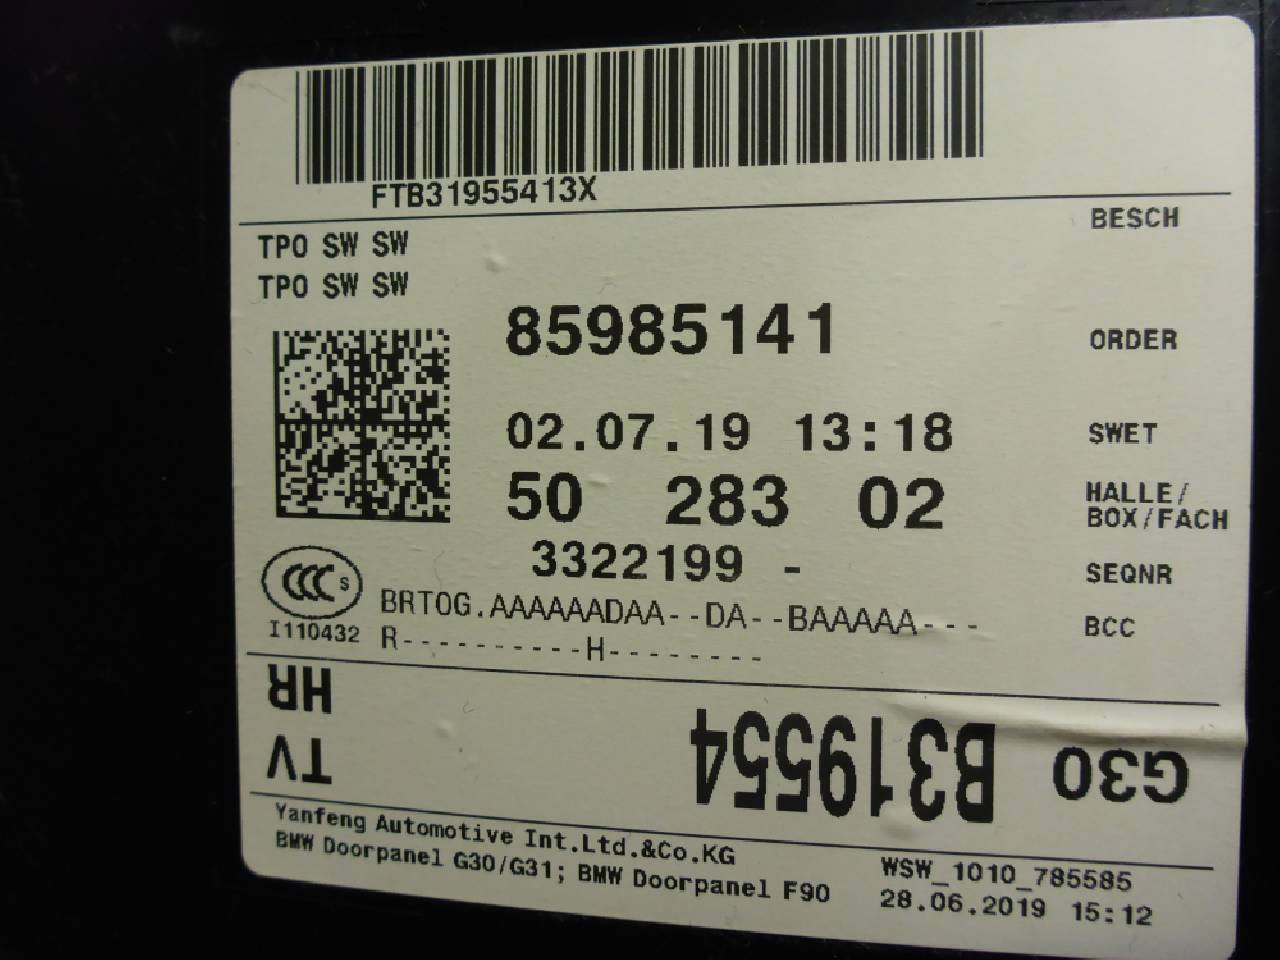 FTB31955413X
BESCH
TPO SW SW
TPO SW SW
85985141 ORDER
02.07.19 13:18 SWET
50 283 02 HALLE/
BOX/FACH
3322199 - SEQNR
CCC S
I110432
BRTOG.AAAAAADAA--DA--BAAAAA--- BCC
R----------H--------
HR
TV
G30 B319554
Yanfeng Automotive Int.Ltd.&Co.KG
BMW Doorpanel G30/G31; BMW Doorpanel F90
WSW_1010_785585
28.06.2019 15:12